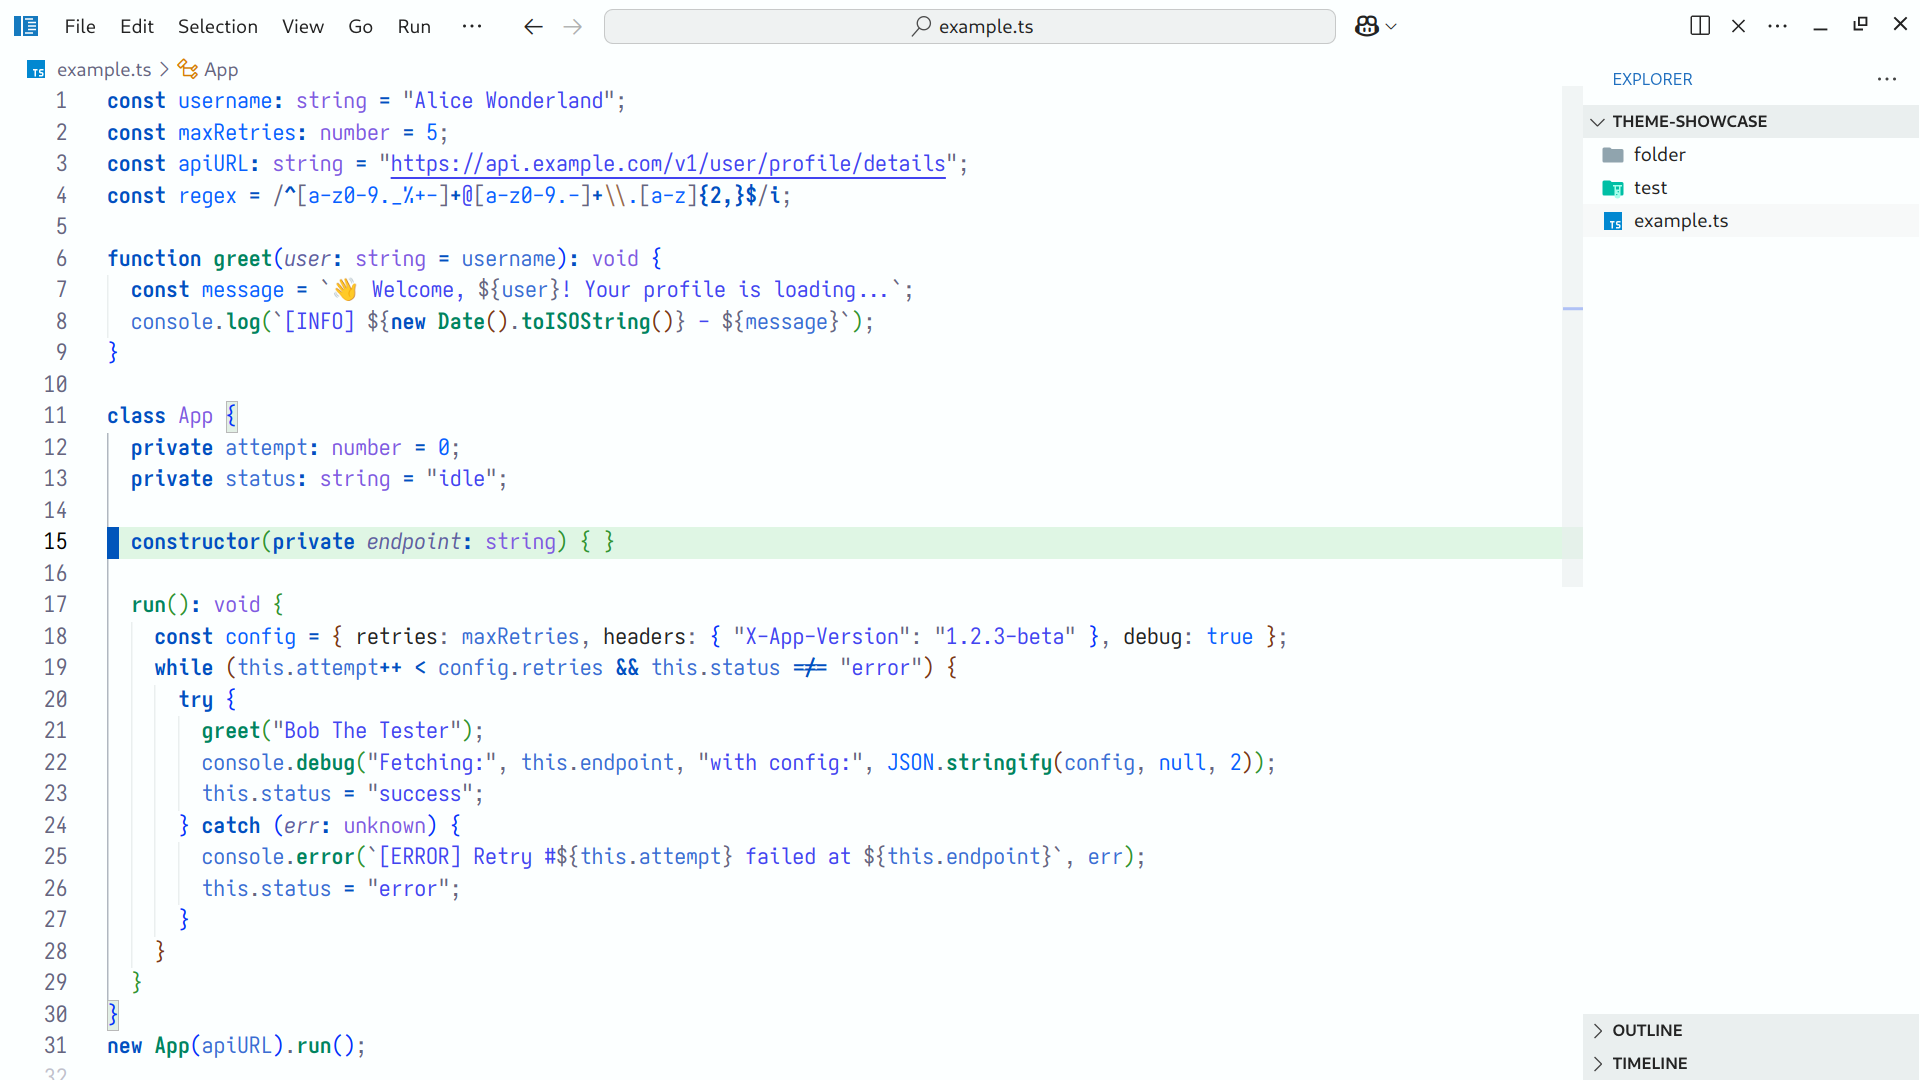 File Edit Selection View Go Run ··· example.ts
example.ts > App
1 const username: string = "Alice Wonderland";
2 const maxRetries: number = 5;
3 const apiURL: string = "https://api.example.com/v1/user/profile/details";
4 const regex = /^[a-z0-9._%+-]+@[a-z0-9.-]+\\.[a-z]{2,}$/i;
5
6 function greet(user: string = username): void {
7   const message = `👋 Welcome, ${user}! Your profile is loading...`;
8   console.log(`[INFO] ${new Date().toISOString()} - ${message}`);
9 }
10
11 class App {
12   private attempt: number = 0;
13   private status: string = "idle";
14
15   constructor(private endpoint: string) { }
16
17   run(): void {
18     const config = { retries: maxRetries, headers: { "X-App-Version": "1.2.3-beta" }, debug: true };
19     while (this.attempt++ < config.retries && this.status !== "error") {
20       try {
21         greet("Bob The Tester");
22         console.debug("Fetching:", this.endpoint, "with config:", JSON.stringify(config, null, 2));
23         this.status = "success";
24       } catch (err: unknown) {
25         console.error(`[ERROR] Retry #${this.attempt} failed at ${this.endpoint}`, err);
26         this.status = "error";
27       }
28     }
29   }
30 }
31 new App(apiURL).run();
32
EXPLORER
THEME-SHOWCASE
folder
test
TS example.ts
OUTLINE
TIMELINE